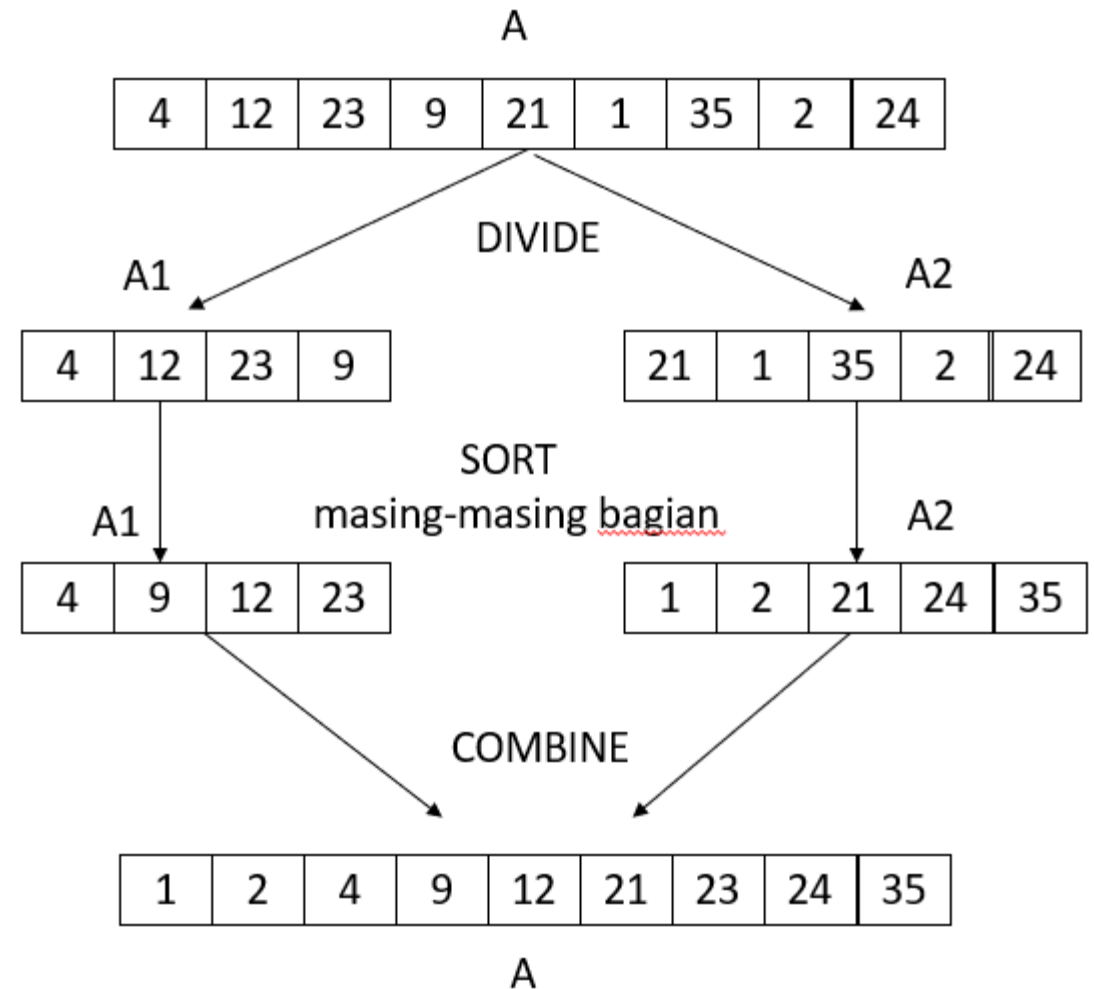 A
4 12 23 9 21 1 35 2 24
DIVIDE
A1 A2
4 12 23 9 21 1 35 2 24
SORT
masing-masing bagian
A1 A2
4 9 12 23 1 2 21 24 35
COMBINE
1 2 4 9 12 21 23 24 35
A